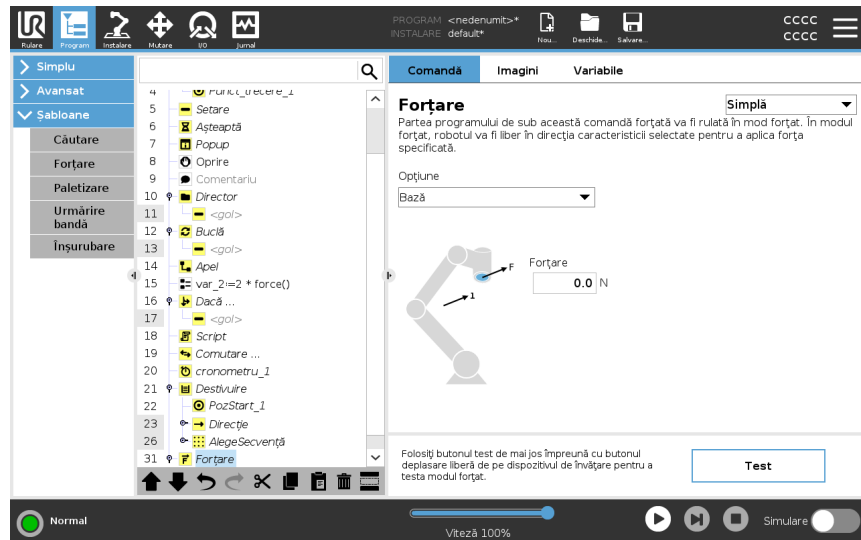 PROGRAM <nedenumit>*
INSTALARE default*
Rulare Program Instalare Mutare I/O Jurnal Nou... Deschide... Salvare...
cccc
cccc
Simplu
Avansat
Șabloane
Căutare
Forțare
Paletizare
Urmărire
bandă
Înșurubare
4 Punct_trecere_1
5 Setare
6 Așteaptă
7 Popup
8 Oprire
9 Comentariu
10 Director
11 <gol>
12 Buclă
13 <gol>
14 Apel
15 var_2:=2 * force()
16 Dacă ...
17 <gol>
18 Script
19 Comutare ...
20 cronometru_1
21 Destivuire
22 PozStart_1
23 Direcție
26 AlegeSecvență
31 Forțare
Comandă Imagini Variabile
Forțare Simplă
Partea programului de sub această comandă forțată va fi rulată în mod forțat. În modul
forțat, robotul va fi liber în direcția caracteristicii selectate pentru a aplica forța
specificată.
Opțiune
Bază
F
1
Forțare
0.0 N
Folosiți butonul test de mai jos împreună cu butonul
deplasare liberă de pe dispozitivul de învățare pentru a
testa modul forțat.
Test
Normal
Viteză 100%
Simulare